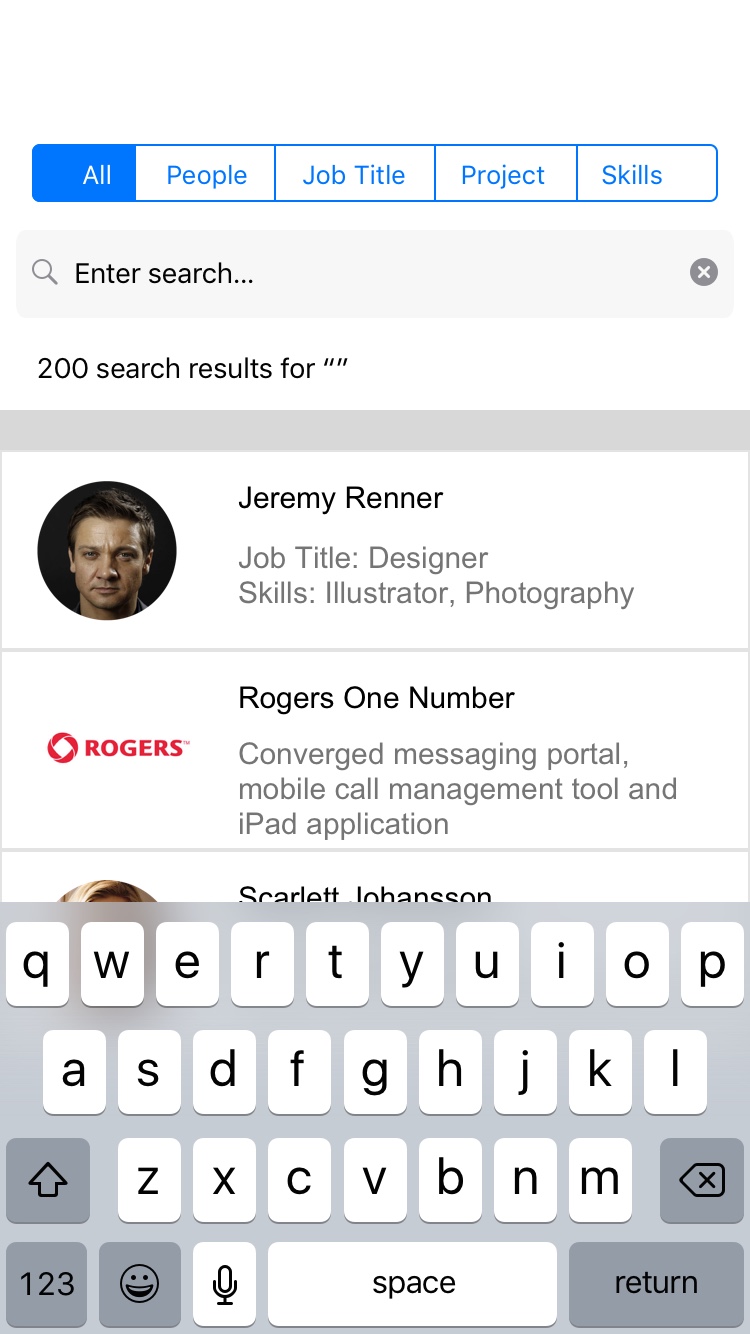 All People Job Title Project Skills
Enter search...
200 search results for “”
Jeremy Renner
Job Title: Designer
Skills: Illustrator, Photography
Rogers One Number
ROGERS™
Converged messaging portal,
mobile call management tool and
iPad application
Scarlett Johansson
q w e r t y u i o p
a s d f g h j k l
z x c v b n m
123 space return